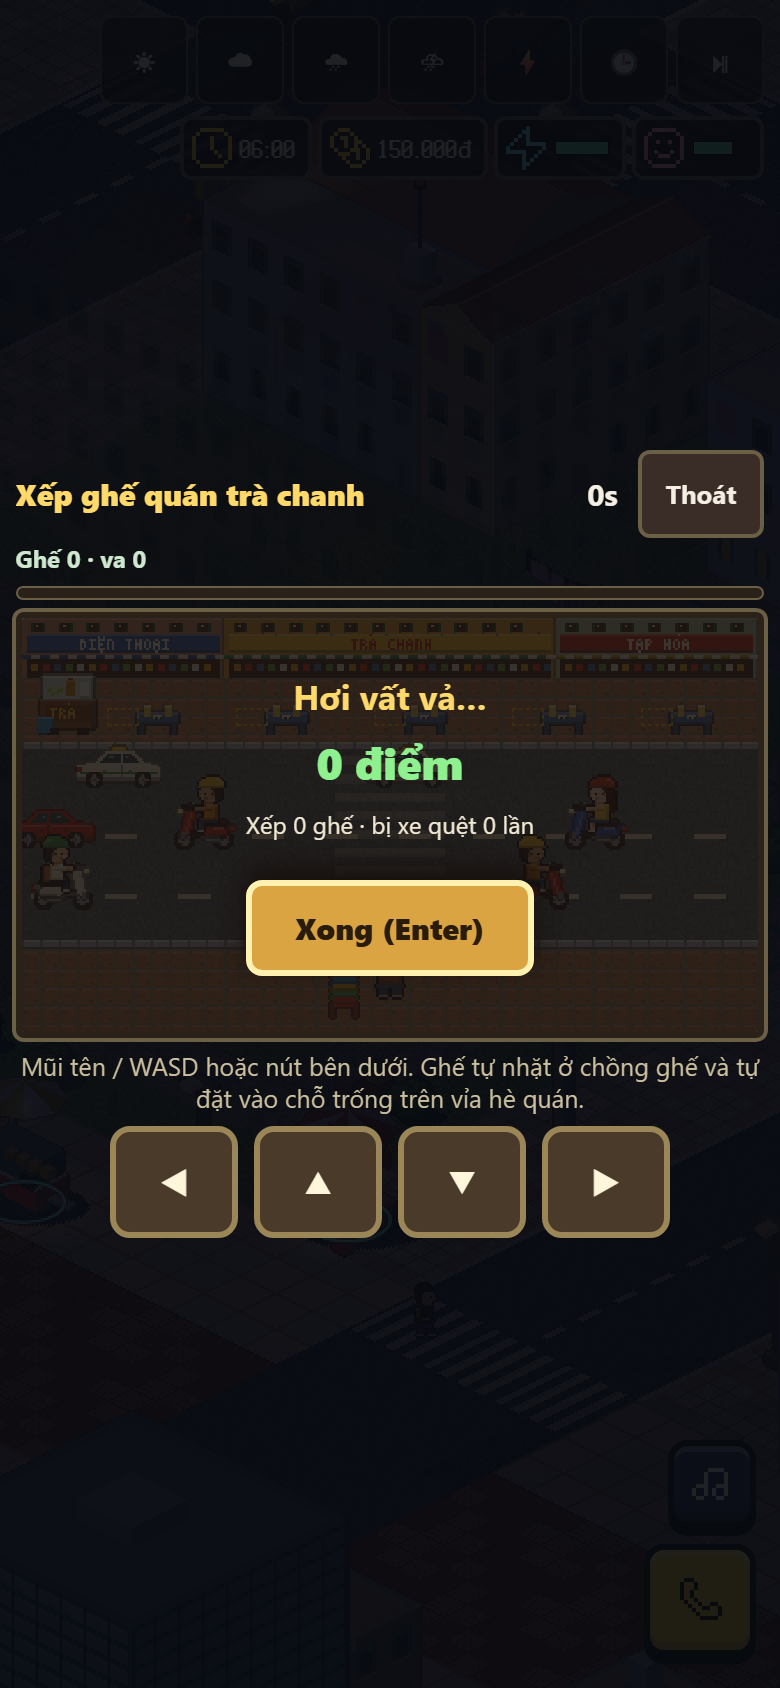 06:00
150.000đ
Xếp ghế quán trà chanh
0s
Thoát
Ghế 0 · va 0
ĐIỆN THOẠI
TRÀ CHANH
TẠP HÓA
TRÀ
Hơi vất vả...
0 điểm
Xếp 0 ghế · bị xe quệt 0 lần
Xong (Enter)
Mũi tên / WASD hoặc nút bên dưới. Ghế tự nhặt ở chồng ghế và tự
đặt vào chỗ trống trên vỉa hè quán.